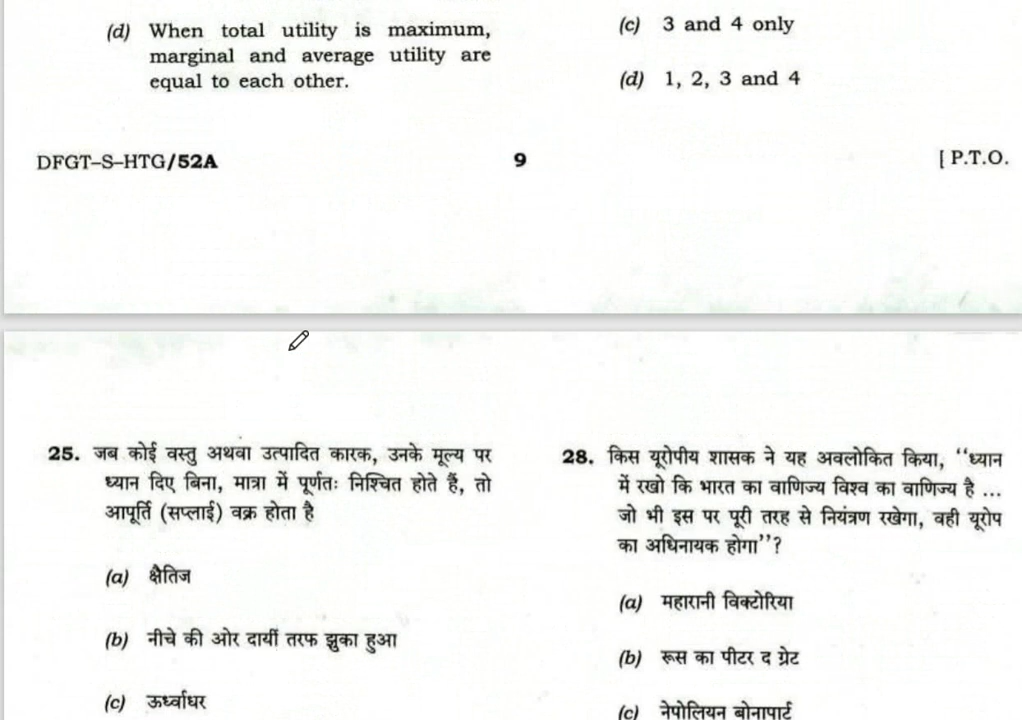 (d) When total utility is maximum,
marginal and average utility are
equal to each other.
(c) 3 and 4 only
(d) 1, 2, 3 and 4
DFGT–S–HTG/52A
9
[ P.T.O.
25. जब कोई वस्तु अथवा उत्पादित कारक, उनके मूल्य पर
ध्यान दिए बिना, मात्रा में पूर्णतः निश्चित होते हैं, तो
आपूर्ति (सप्लाई) वक्र होता है
(a) क्षैतिज
(b) नीचे की ओर दायीं तरफ झुका हुआ
(c) ऊर्ध्वाधर
28. किस यूरोपीय शासक ने यह अवलोकित किया, ‘‘ध्यान
में रखो कि भारत का वाणिज्य विश्व का वाणिज्य है ...
जो भी इस पर पूरी तरह से नियंत्रण रखेगा, वही यूरोप
का अधिनायक होगा’’?
(a) महारानी विक्टोरिया
(b) रूस का पीटर द ग्रेट
(c) नेपोलियन बोनापार्ट